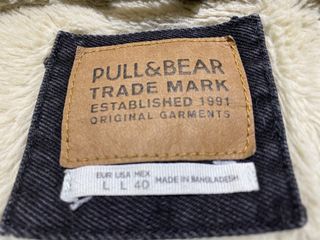 PULL&BEAR
TRADE MARK
ESTABLISHED 1991
ORIGINAL GARMENTS
EUR USA MEX
L L 40 MADE IN BANGLADESH